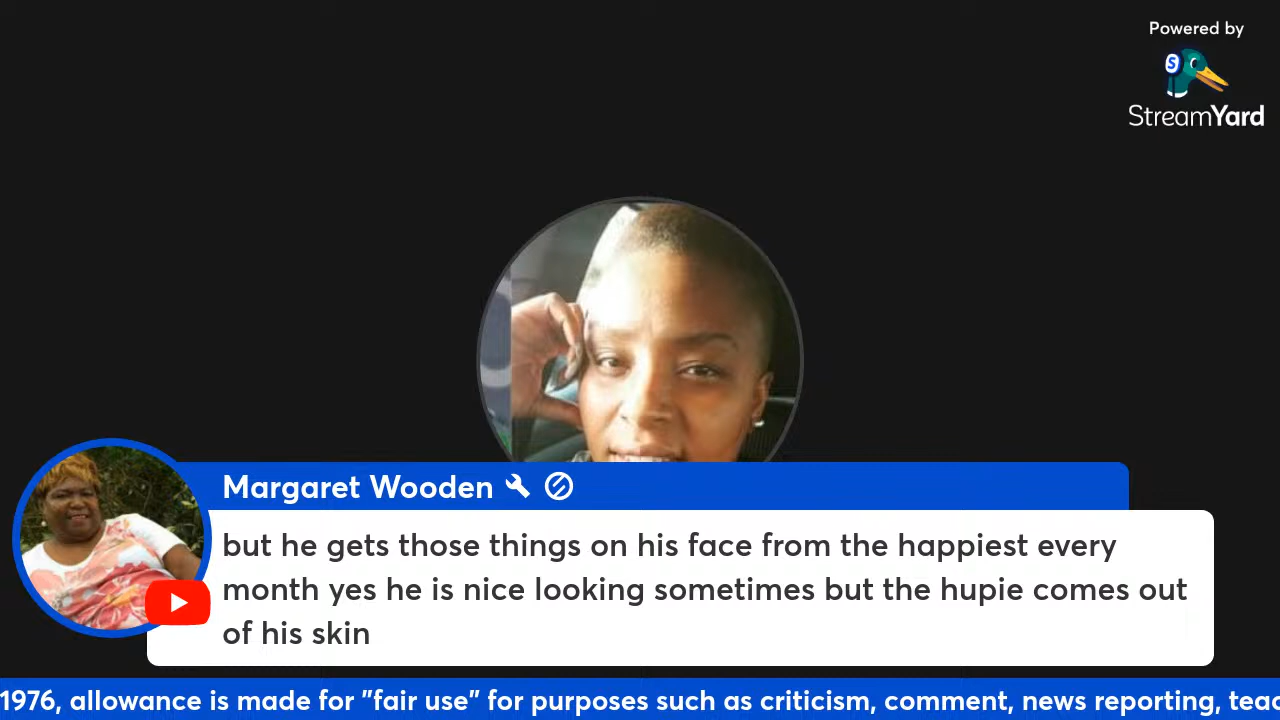 Powered by
S
StreamYard
Margaret Wooden
but he gets those things on his face from the happiest every
month yes he is nice looking sometimes but the hupie comes out
of his skin
1976, allowance is made for "fair use" for purposes such as criticism, comment, news reporting, teac